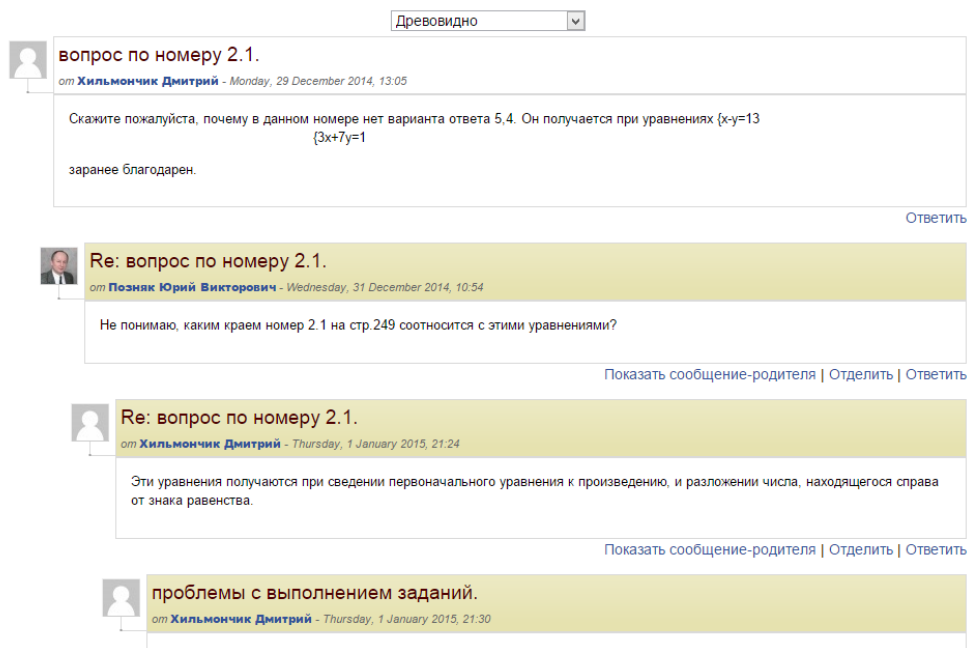 Древовидно
вопрос по номеру 2.1.
от Хильмончик Дмитрий - Monday, 29 December 2014, 13:05
Скажите пожалуйста, почему в данном номере нет варианта ответа 5,4. Он получается при уравнениях {x-y=13
{3x+7y=1
заранее благодарен.
Ответить
Re: вопрос по номеру 2.1.
от Позняк Юрий Викторович - Wednesday, 31 December 2014, 10:54
Не понимаю, каким краем номер 2.1 на стр.249 соотносится с этими уравнениями?
Показать сообщение-родителя | Отделить | Ответить
Re: вопрос по номеру 2.1.
от Хильмончик Дмитрий - Thursday, 1 January 2015, 21:24
Эти уравнения получаются при сведении первоначального уравнения к произведению, и разложении числа, находящегося справа
от знака равенства.
Показать сообщение-родителя | Отделить | Ответить
проблемы с выполнением заданий.
от Хильмончик Дмитрий - Thursday, 1 January 2015, 21:30